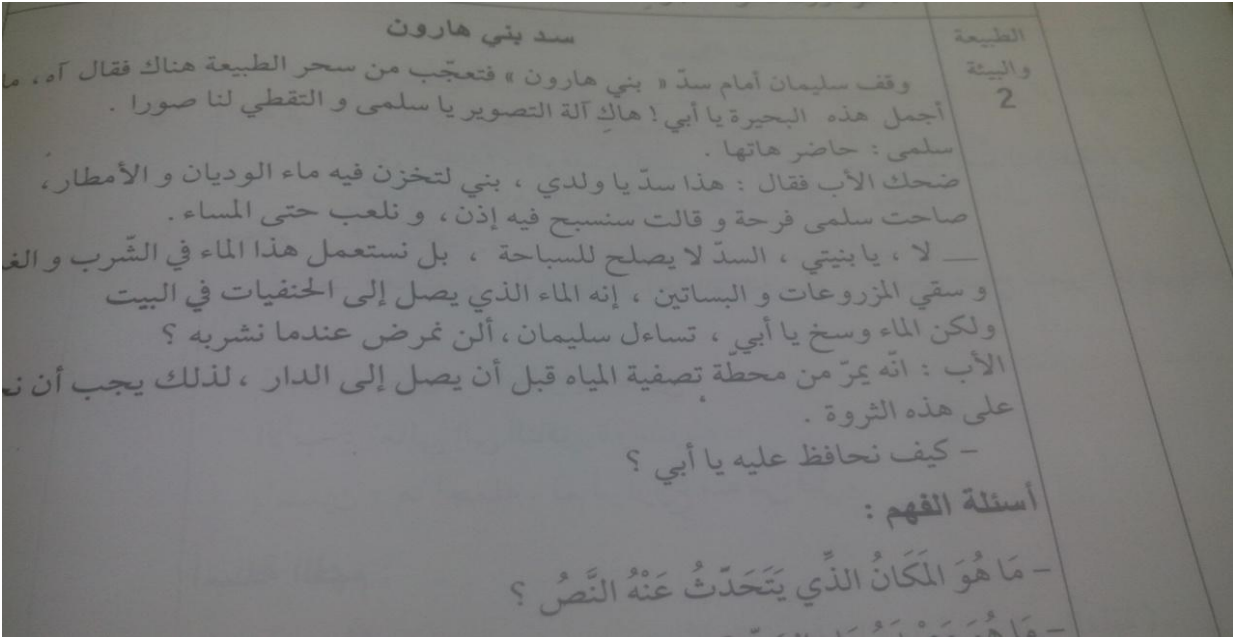 سد بني هارون
الطبيعة
والبيئة
2
وقف سليمان أمام سدّ « بني هارون » فتعجّب من سحر الطبيعة هناك فقال آه، ما
أجمل هذه البحيرة يا أبي ! هاكِ آلة التصوير يا سلمى و التقطي لنا صورا .
سلمى : حاضر هاتها .
ضحك الأب فقال : هذا سدّ يا ولدي ، بني لتخزن فيه ماء الوديان و الأمطار،
صاحت سلمى فرحة و قالت سنسبح فيه إذن، و نلعب حتى المساء .
— لا ، يا بنيتي ، السدّ لا يصلح للسباحة ، بل نستعمل هذا الماء في الشّرب و
و سقي المزروعات و البساتين ، إنه الماء الذي يصل إلى الحنفيات في البيت
ولكن الماء وسخ يا أبي ، تساءل سليمان، ألن نمرض عندما نشربه ؟
الأب : انّه يمرّ من محطّة تصفية المياه قبل أن يصل إلى الدار ، لذلك يجب أن
على هذه الثروة .
- كيف نحافظ عليه يا أبي ؟
أسئلة الفهم :
- مَا هُوَ المَكَانُ الذَّي يَتَحَدَّثُ عَنْهُ النَّصُ ؟